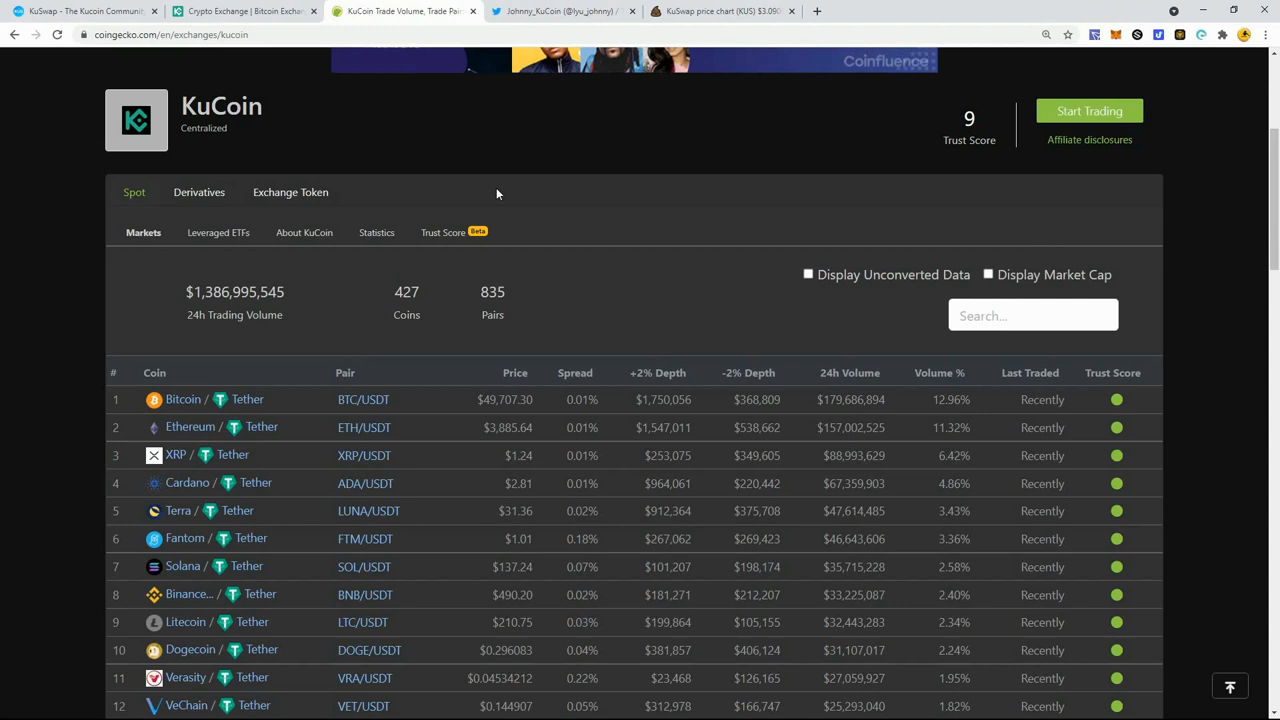 KuSwap - The Kucoin Community,
Crypto Exchange | Bitcoin Exchan
KuCoin Trade Volume, Trade Pair
Johnny_KuCoin (@lyu_johnny) / T
KuSwap price chart (KUS) $3.090
coingecko.com/en/exchanges/kucoin
Coinfluence
KuCoin
Centralized
9
Trust Score
Start Trading
Affiliate disclosures
Spot Derivatives Exchange Token
Markets Leveraged ETFs About KuCoin Statistics Trust Score Beta
Display Unconverted Data Display Market Cap
$1,386,995,545 427 835
24h Trading Volume Coins Pairs
Search...
# Coin Pair Price Spread +2% Depth -2% Depth 24h Volume Volume % Last Traded Trust Score
1 Bitcoin / Tether BTC/USDT $49,707.30 0.01% $1,750,056 $368,809 $179,686,894 12.96% Recently
2 Ethereum / Tether ETH/USDT $3,885.64 0.01% $1,547,011 $538,662 $157,002,525 11.32% Recently
3 XRP / Tether XRP/USDT $1.24 0.01% $253,075 $349,605 $88,993,629 6.42% Recently
4 Cardano / Tether ADA/USDT $2.81 0.01% $964,061 $220,442 $67,359,903 4.86% Recently
5 Terra / Tether LUNA/USDT $31.36 0.02% $912,364 $375,708 $47,614,485 3.43% Recently
6 Fantom / Tether FTM/USDT $1.01 0.18% $267,062 $269,423 $46,643,606 3.36% Recently
7 Solana / Tether SOL/USDT $137.24 0.07% $101,207 $198,174 $35,715,228 2.58% Recently
8 Binance... / Tether BNB/USDT $490.20 0.02% $181,271 $212,207 $33,225,087 2.40% Recently
9 Litecoin / Tether LTC/USDT $210.75 0.03% $199,864 $105,155 $32,443,283 2.34% Recently
10 Dogecoin / Tether DOGE/USDT $0.296083 0.04% $381,857 $406,124 $31,107,017 2.24% Recently
11 Verasity / Tether VRA/USDT $0.04534212 0.22% $23,468 $126,165 $27,059,927 1.95% Recently
12 VeChain / Tether VET/USDT $0.144907 0.05% $312,978 $166,747 $25,293,040 1.82% Recently